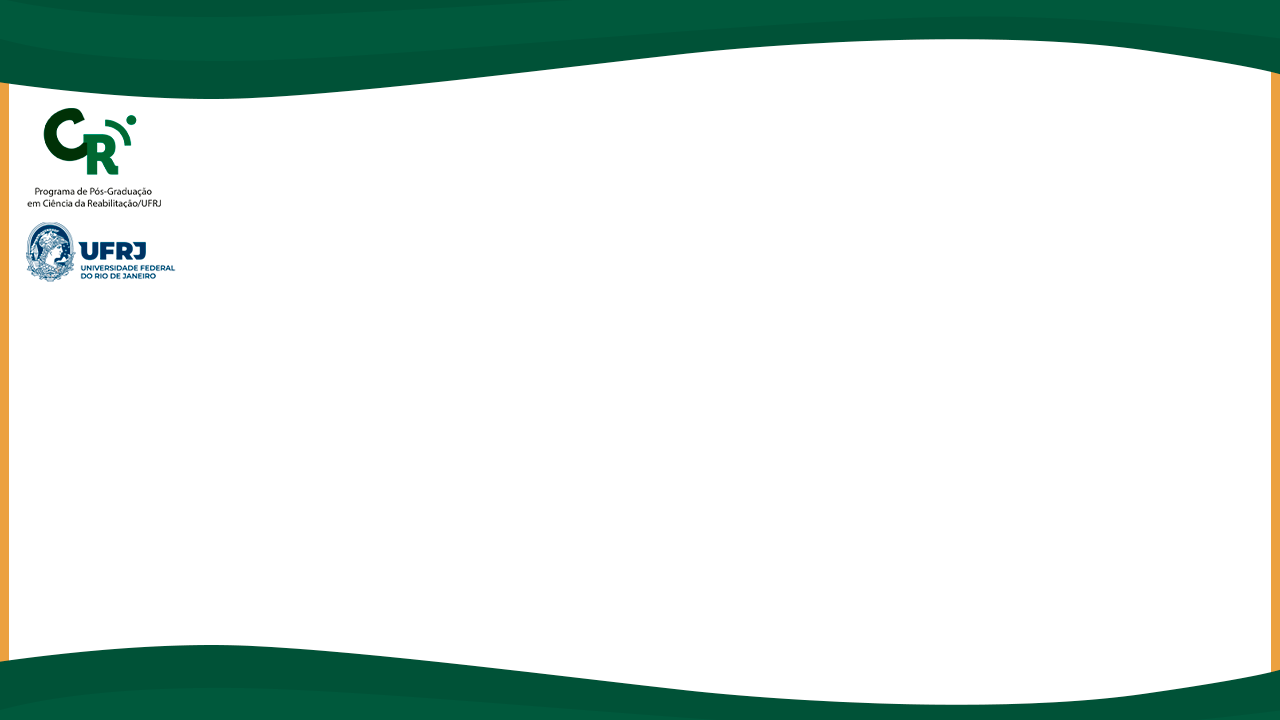 CR
Programa de Pós-Graduação
em Ciência da Reabilitação/UFRJ
UFRJ
UNIVERSIDADE FEDERAL
DO RIO DE JANEIRO